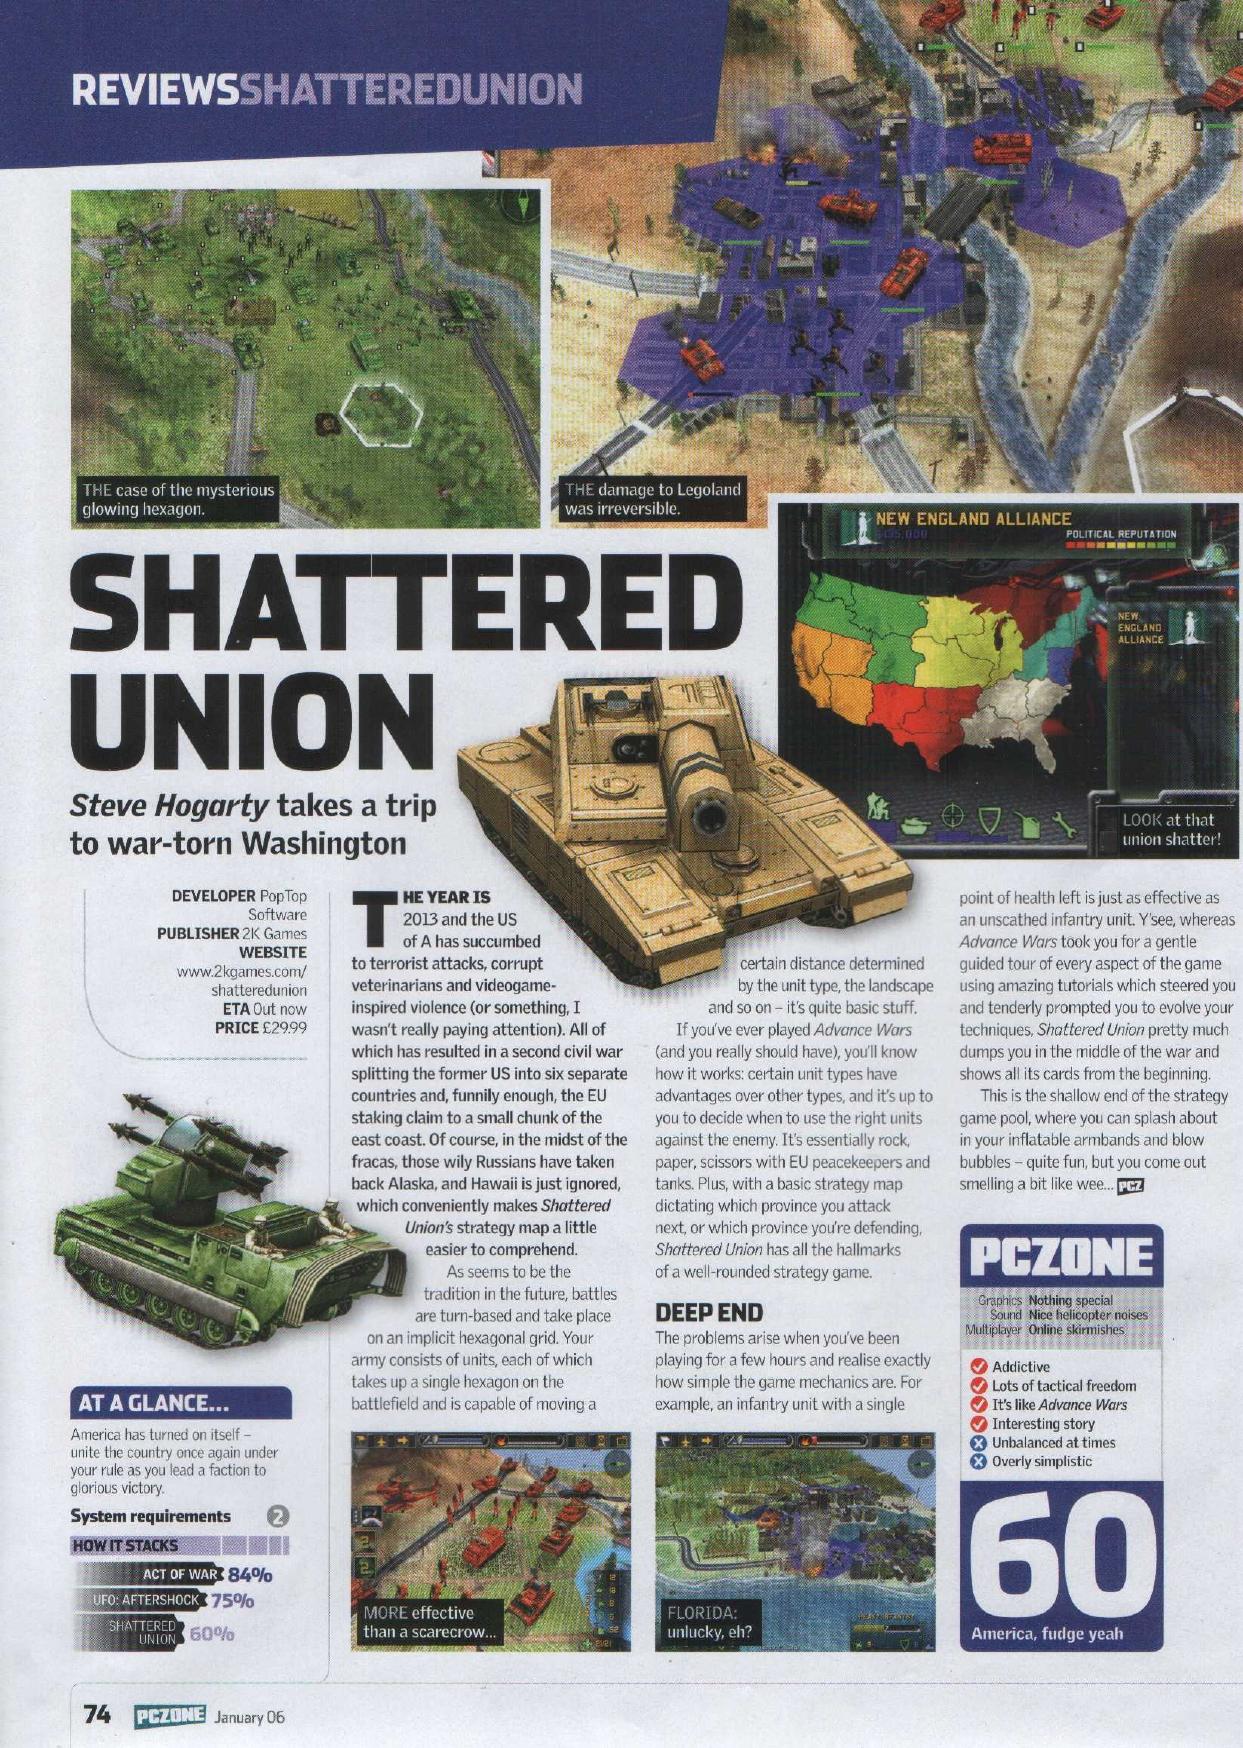 REVIEWSSHATTEREDUNION
THE case of the mysterious
glowing hexagon.
THE damage to Legoland
was irreversible.
NEW ENGLAND ALLIANCE
POLITICAL REPUTATION
NEW
ENGLAND
ALLIANCE
LOOK at that
union shatter!
SHATTERED
UNION
Steve Hogarty takes a trip
to war-torn Washington
DEVELOPER PopTop
Software
PUBLISHER 2K Games
WEBSITE
www.2kgames.com/
shatteredunion
ETA Out now
PRICE £29.99
THE YEAR IS
2013 and the US
of A has succumbed
to terrorist attacks, corrupt
veterinarians and videogame-
inspired violence (or something, I
wasn't really paying attention). All of
which has resulted in a second civil war
splitting the former US into six separate
countries and, funnily enough, the EU
staking claim to a small chunk of the
east coast. Of course, in the midst of the
fracas, those wily Russians have taken
back Alaska, and Hawaii is just ignored,
which conveniently makes Shattered
Union's strategy map a little
easier to comprehend.
As seems to be the
tradition in the future, battles
are turn-based and take place
on an implicit hexagonal grid. Your
army consists of units, each of which
takes up a single hexagon on the
battlefield and is capable of moving a
certain distance determined
by the unit type, the landscape
and so on – it's quite basic stuff.
If you've ever played Advance Wars
(and you really should have), you'll know
how it works: certain unit types have
advantages over other types, and it's up to
you to decide when to use the right units
against the enemy. It's essentially rock,
paper, scissors with EU peacekeepers and
tanks. Plus, with a basic strategy map
dictating which province you attack
next, or which province you're defending,
Shattered Union has all the hallmarks
of a well-rounded strategy game.
DEEP END
The problems arise when you've been
playing for a few hours and realise exactly
how simple the game mechanics are. For
example, an infantry unit with a single
point of health left is just as effective as
an unscathed infantry unit. Y'see, whereas
Advance Wars took you for a gentle
guided tour of every aspect of the game
using amazing tutorials which steered you
and tenderly prompted you to evolve your
techniques, Shattered Union pretty much
dumps you in the middle of the war and
shows all its cards from the beginning.
This is the shallow end of the strategy
game pool, where you can splash about
in your inflatable armbands and blow
bubbles – quite fun, but you come out
smelling a bit like wee... PCZ
AT A GLANCE...
America has turned on itself –
unite the country once again under
your rule as you lead a faction to
glorious victory.
System requirements 2
HOW IT STACKS
ACT OF WAR 84%
UFO: AFTERSHOCK 75%
SHATTERED
UNION 60%
MORE effective
than a scarecrow...
FLORIDA:
unlucky, eh?
PCZONE
Graphics Nothing special
Sound Nice helicopter noises
Multiplayer Online skirmishes
Addictive
Lots of tactical freedom
It's like Advance Wars
Interesting story
Unbalanced at times
Overly simplistic
60
America, fudge yeah
74 PCZONE January 06